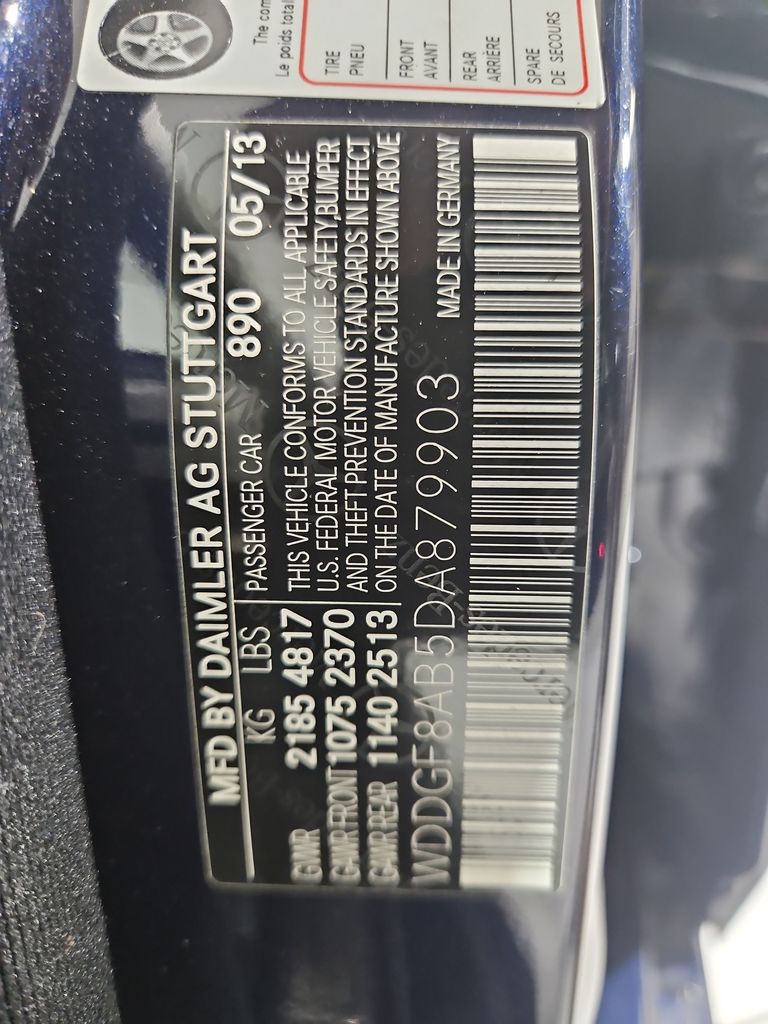 MFD BY DAIMLER AG STUTTGART
KG LBS PASSENGER CAR 890 05/13
GWR 2185 4817 THIS VEHICLE CONFORMS TO ALL APPLICABLE
GAWR FRONT 1075 2370 U.S. FEDERAL MOTOR VEHICLE SAFETY,BUMPER
GAWR REAR 1140 2513 AND THEFT PREVENTION STANDARDS IN EFFECT
ON THE DATE OF MANUFACTURE SHOWN ABOVE
WDDGF8AB5DA879903 MADE IN GERMANY
The com
Le poids total
TIRE
PNEU
FRONT
AVANT
REAR
ARRIÈRE
SPARE
DE SECOURS